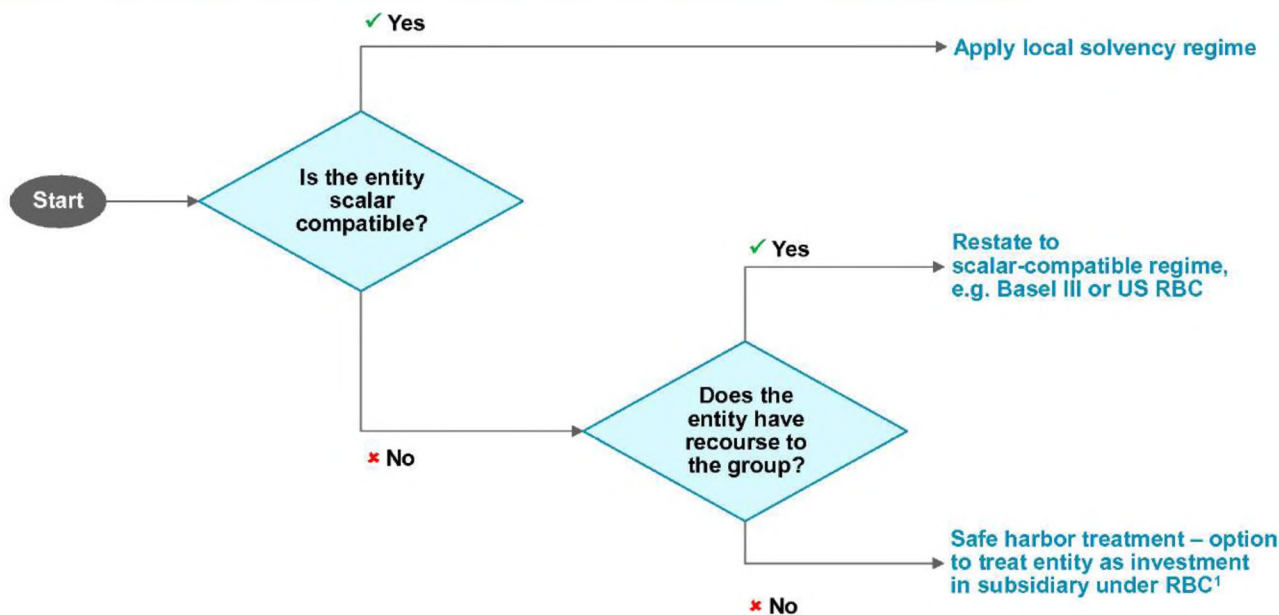 ✓ Yes
Apply local solvency regime
Is the entity
scalar
compatible?
Start
✓ Yes
Restate to
scalar-compatible regime,
e.g. Basel III or US RBC
Does the
entity have
recourse to
the group?
✘ No
Safe harbor treatment – option
to treat entity as investment
in subsidiary under RBC¹
✘ No